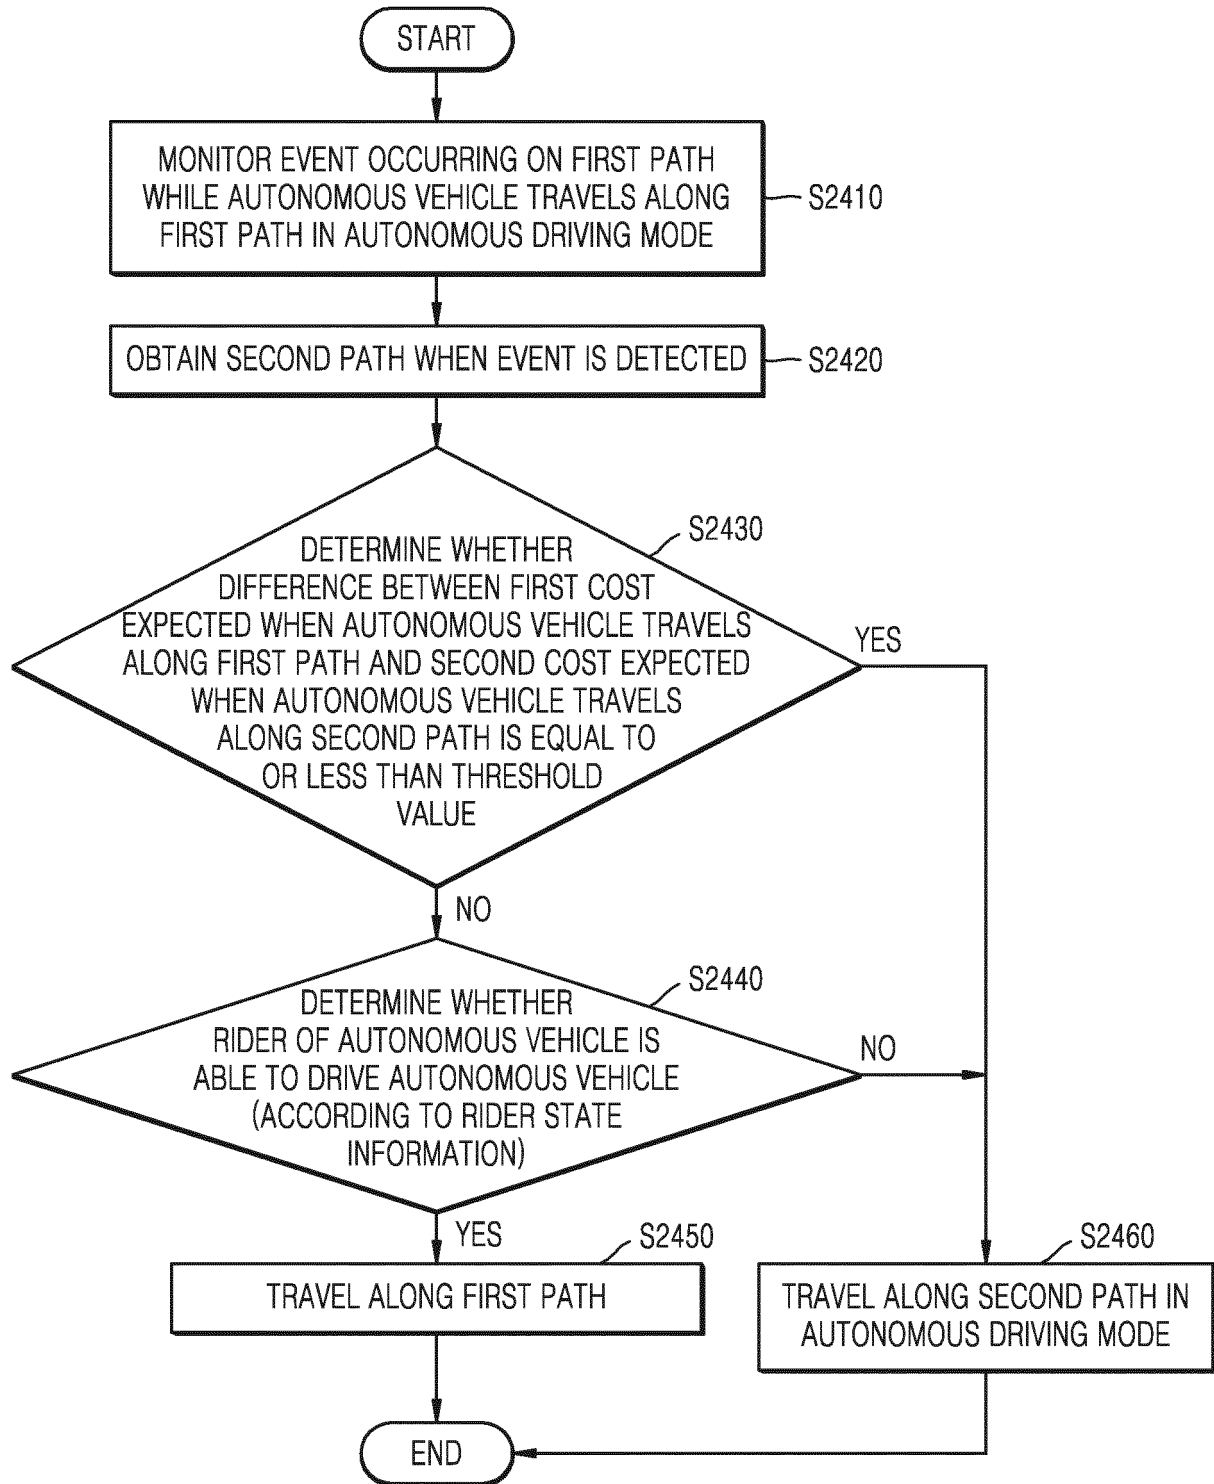 START
MONITOR EVENT OCCURRING ON FIRST PATH
WHILE AUTONOMOUS VEHICLE TRAVELS ALONG
FIRST PATH IN AUTONOMOUS DRIVING MODE
S2410
OBTAIN SECOND PATH WHEN EVENT IS DETECTED
S2420
S2430
DETERMINE WHETHER
DIFFERENCE BETWEEN FIRST COST
EXPECTED WHEN AUTONOMOUS VEHICLE TRAVELS
ALONG FIRST PATH AND SECOND COST EXPECTED
WHEN AUTONOMOUS VEHICLE TRAVELS
ALONG SECOND PATH IS EQUAL TO
OR LESS THAN THRESHOLD
VALUE
YES
NO
S2440
DETERMINE WHETHER
RIDER OF AUTONOMOUS VEHICLE IS
ABLE TO DRIVE AUTONOMOUS VEHICLE
(ACCORDING TO RIDER STATE
INFORMATION)
NO
YES
S2450
TRAVEL ALONG FIRST PATH
S2460
TRAVEL ALONG SECOND PATH IN
AUTONOMOUS DRIVING MODE
END